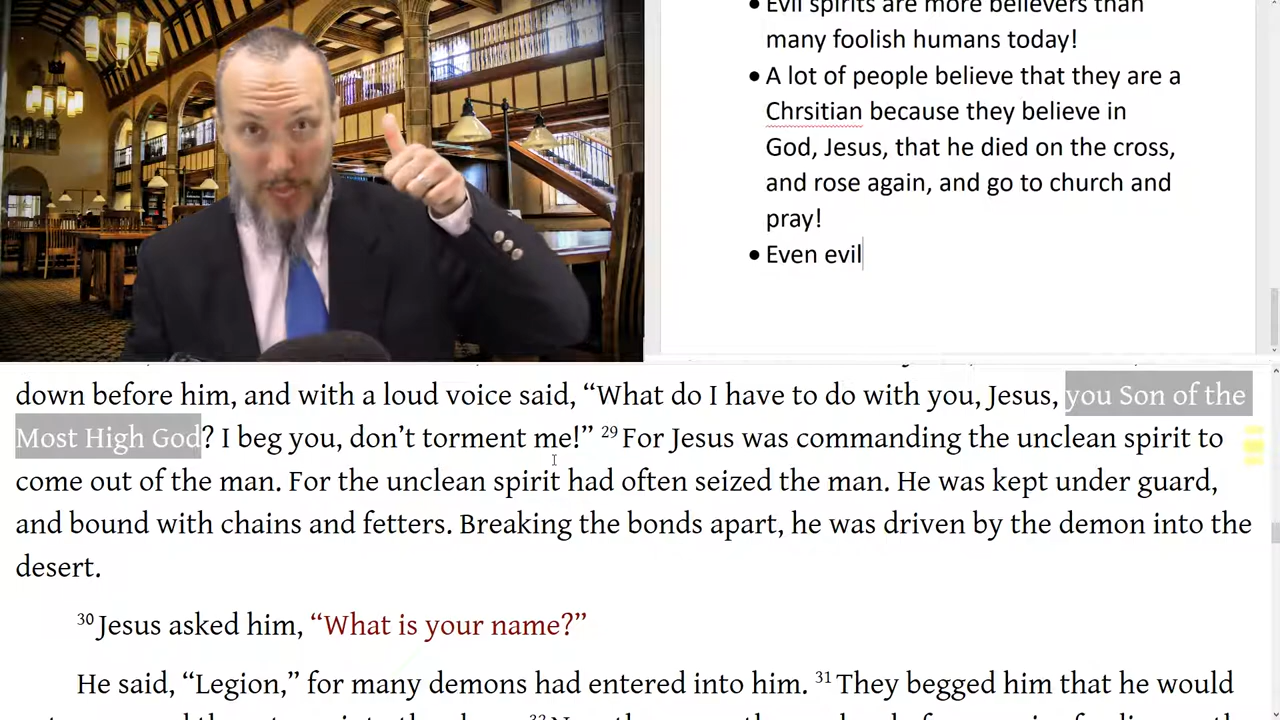 • Evil spirits are more believers than
many foolish humans today!
• A lot of people believe that they are a
Chrsitian because they believe in
God, Jesus, that he died on the cross,
and rose again, and go to church and
pray!
• Even evil
down before him, and with a loud voice said, “What do I have to do with you, Jesus, you Son of the
Most High God? I beg you, don’t torment me!” 29 For Jesus was commanding the unclean spirit to
come out of the man. For the unclean spirit had often seized the man. He was kept under guard,
and bound with chains and fetters. Breaking the bonds apart, he was driven by the demon into the
desert.
30 Jesus asked him, “What is your name?”
He said, “Legion,” for many demons had entered into him. 31 They begged him that he would